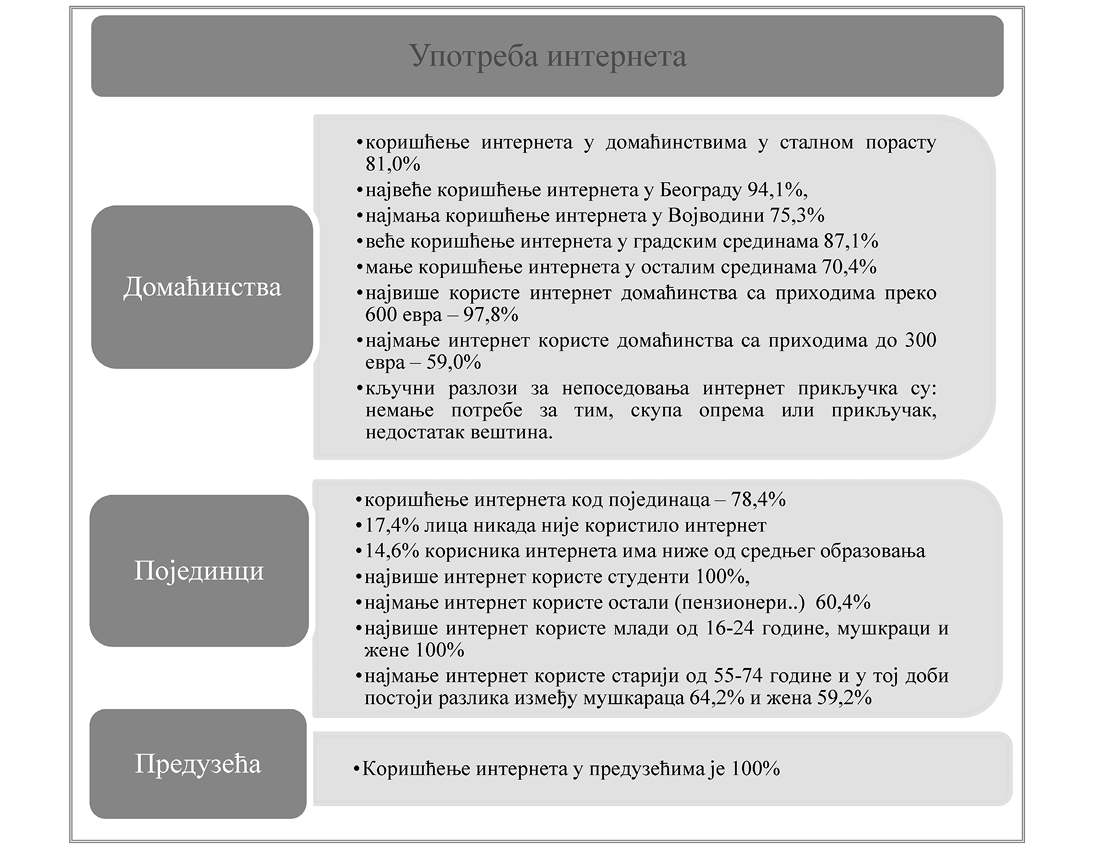 Употреба интернета
Домаћинства
•коришћење интернета у домаћинствима у сталном порасту
81,0%
•највеће коришћење интернета у Београду 94,1%,
•најмања коришћење интернета у Војводини 75,3%
•веће коришћење интернета у градским срединама 87,1%
•мање коришћење интернета у осталим срединама 70,4%
•највише користе интернет домаћинства са приходима преко
600 евра – 97,8%
•најмање интернет користе домаћинства са приходима до 300
евра – 59,0%
•кључни разлози за непоседовања интернет прикључка су:
немање потребе за тим, скупа опрема или прикључак,
недостатак вештина.
Појединци
•коришћење интернета код појединаца – 78,4%
•17,4% лица никада није користило интернет
•14,6% корисника интернета има ниже од средњег образовања
•највише интернет користе студенти 100%,
•најмање интернет користе остали (пензионери..) 60,4%
•највише интернет користе млади од 16-24 године, мушкраци и
жене 100%
•најмање интернет користе старији од 55-74 године и у тој доби
постоји разлика између мушкараца 64,2% и жена 59,2%
Предузећа
•Коришћење интернета у предузећима је 100%